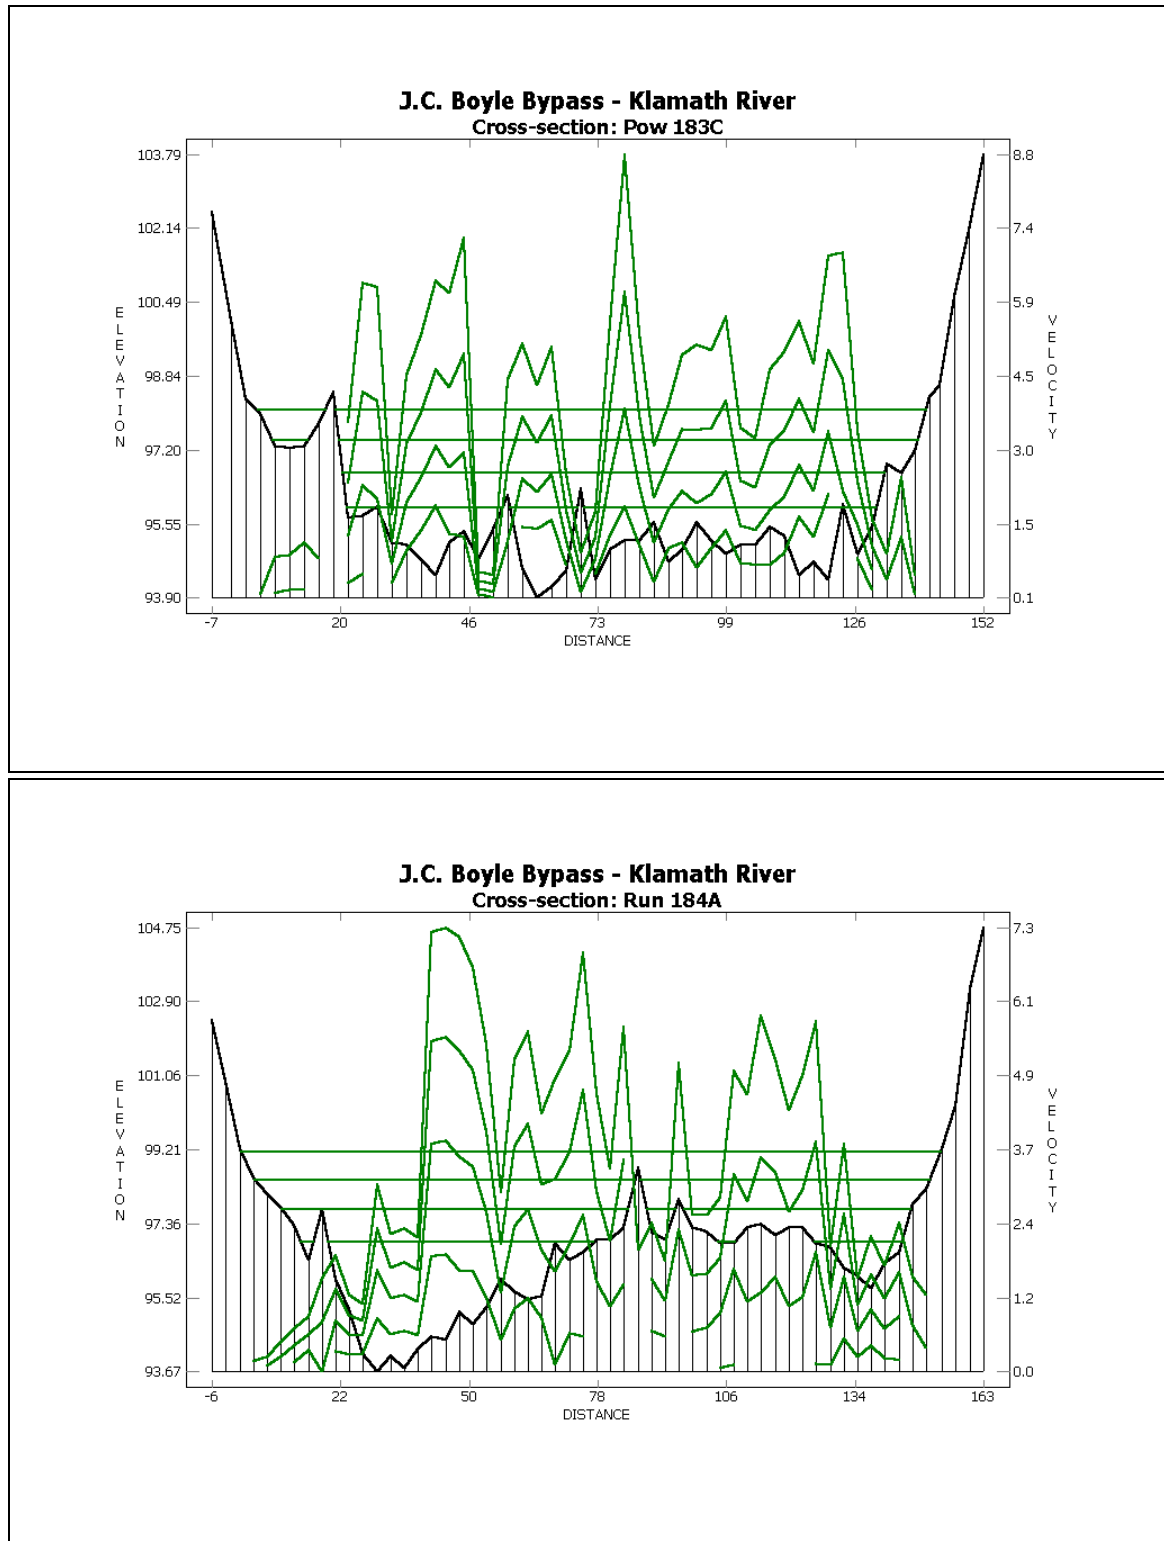 J.C. Boyle Bypass - Klamath River
Cross-section: Pow 183C
103.79 8.8
102.14 7.4
100.49 5.9
98.84 4.5
97.20 3.0
95.55 1.5
93.90 0.1
ELEVATION
VELOCITY
-7 20 46 73 99 126 152
DISTANCE
J.C. Boyle Bypass - Klamath River
Cross-section: Run 184A
104.75 7.3
102.90 6.1
101.06 4.9
99.21 3.7
97.36 2.4
95.52 1.2
93.67 0.0
ELEVATION
VELOCITY
-6 22 50 78 106 134 163
DISTANCE